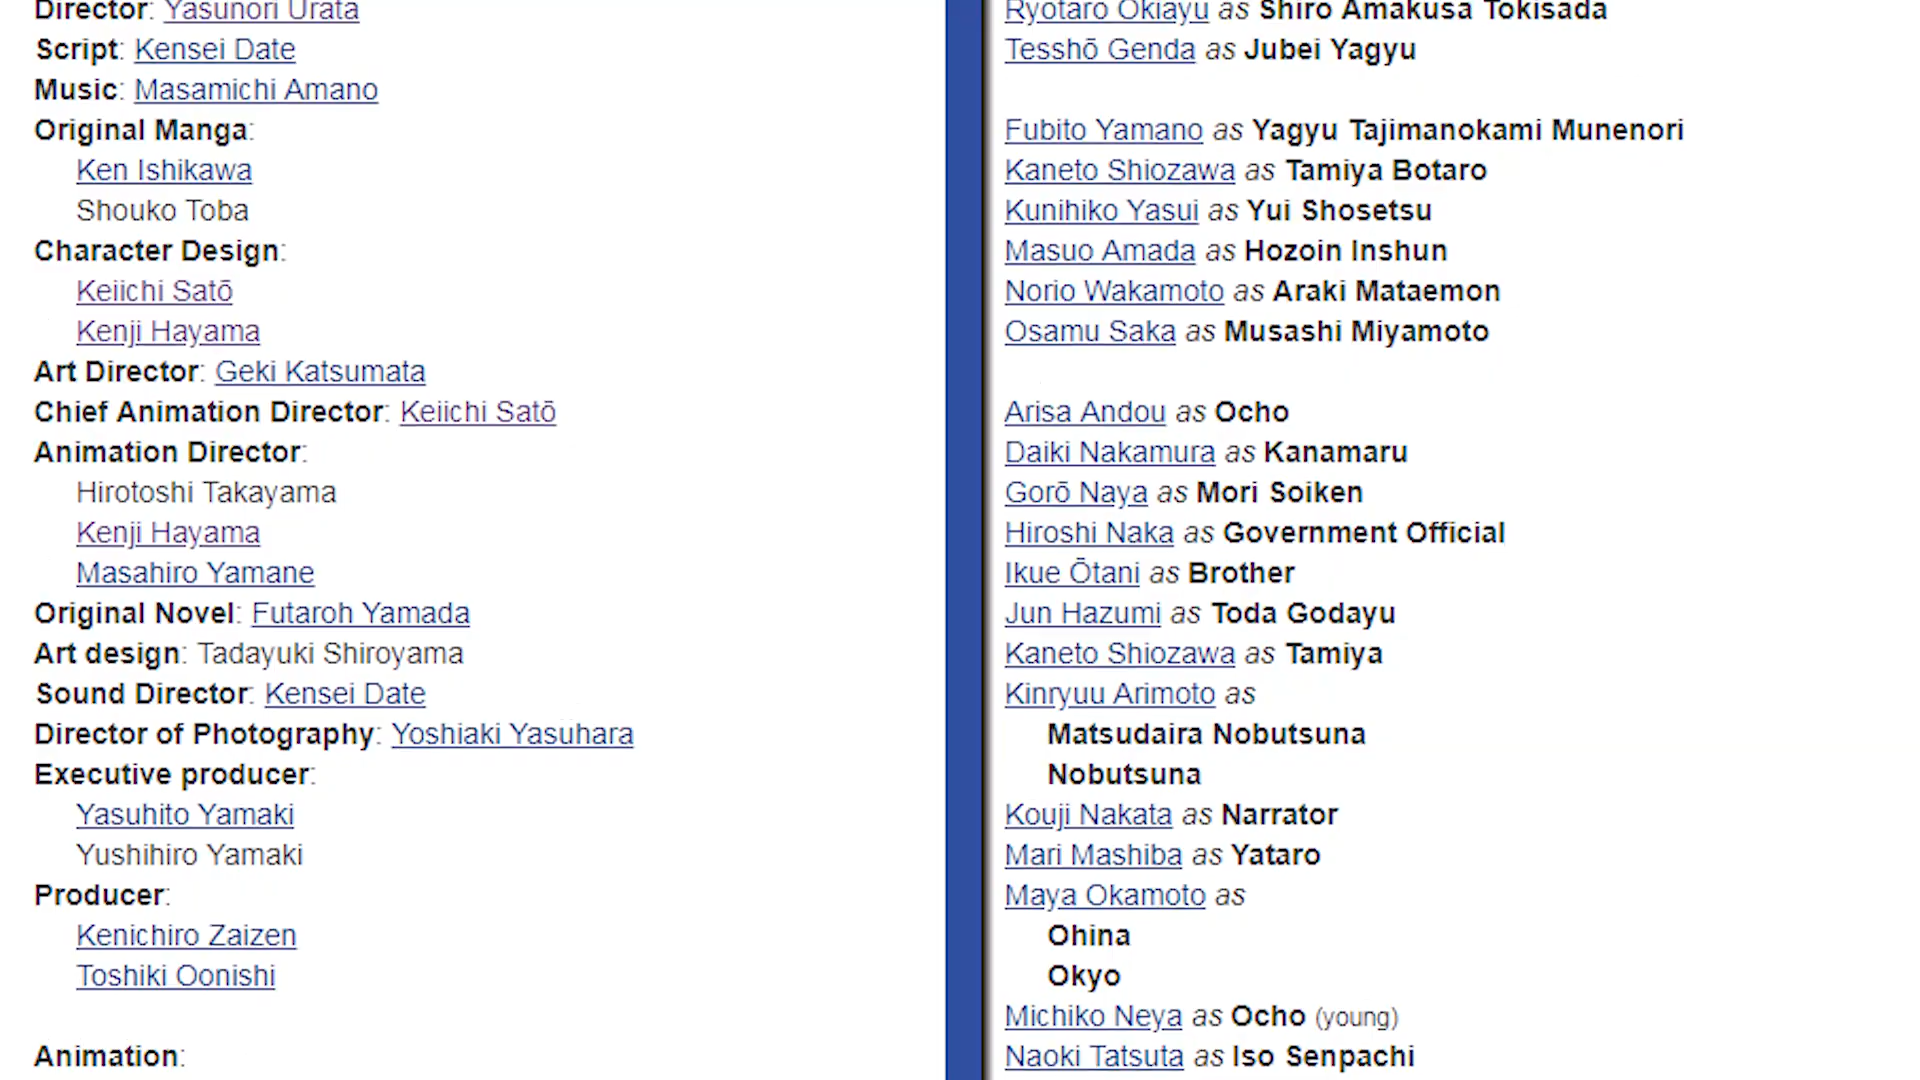 Director: Yasunori Urata
Script: Kensei Date
Music: Masamichi Amano
Original Manga:
Ken Ishikawa
Shouko Toba
Character Design:
Keiichi Satō
Kenji Hayama
Art Director: Geki Katsumata
Chief Animation Director: Keiichi Satō
Animation Director:
Hirotoshi Takayama
Kenji Hayama
Masahiro Yamane
Original Novel: Futaroh Yamada
Art design: Tadayuki Shiroyama
Sound Director: Kensei Date
Director of Photography: Yoshiaki Yasuhara
Executive producer:
Yasuhito Yamaki
Yushihiro Yamaki
Producer:
Kenichiro Zaizen
Toshiki Oonishi
Animation:
Ryotaro Okiayu as Shiro Amakusa Tokisada
Tesshō Genda as Jubei Yagyu
Fubito Yamano as Yagyu Tajimanokami Munenori
Kaneto Shiozawa as Tamiya Botaro
Kunihiko Yasui as Yui Shosetsu
Masuo Amada as Hozoin Inshun
Norio Wakamoto as Araki Mataemon
Osamu Saka as Musashi Miyamoto
Arisa Andou as Ocho
Daiki Nakamura as Kanamaru
Gorō Naya as Mori Soiken
Hiroshi Naka as Government Official
Ikue Ōtani as Brother
Jun Hazumi as Toda Godayu
Kaneto Shiozawa as Tamiya
Kinryuu Arimoto as
Matsudaira Nobutsuna
Nobutsuna
Kouji Nakata as Narrator
Mari Mashiba as Yataro
Maya Okamoto as
Ohina
Okyo
Michiko Neya as Ocho (young)
Naoki Tatsuta as Iso Senpachi